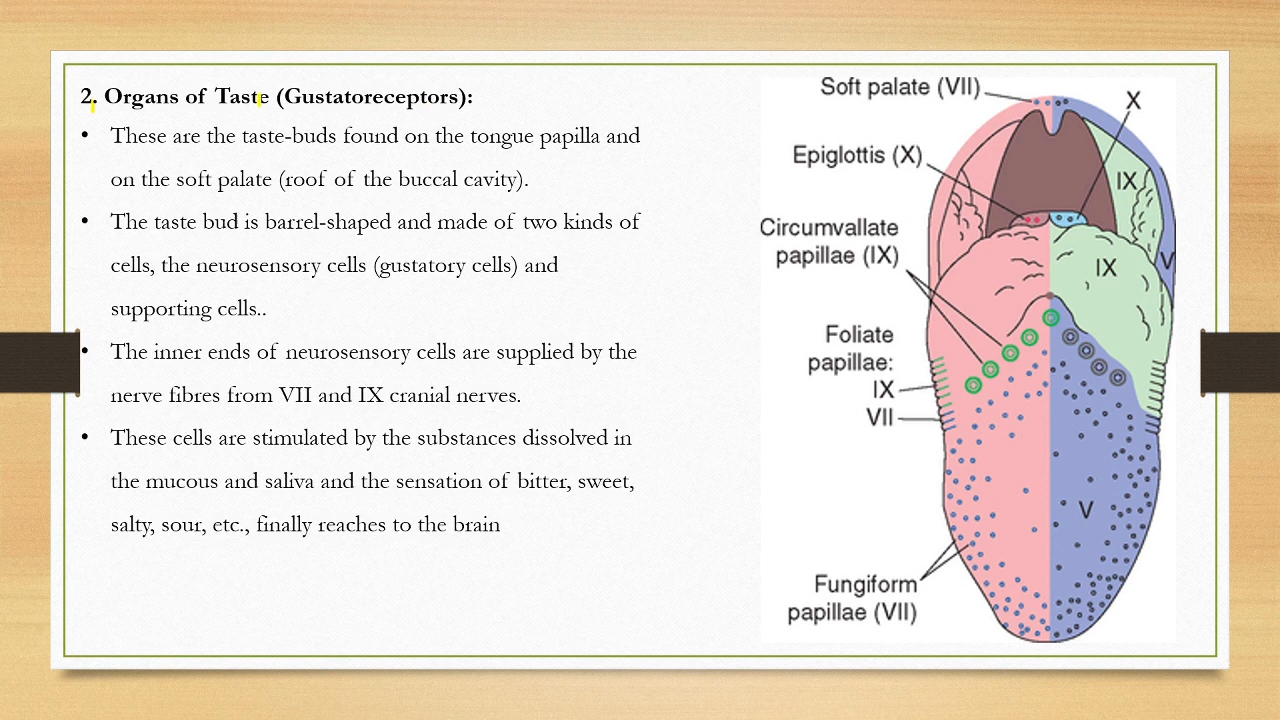 2. Organs of Taste (Gustatoreceptors):
• These are the taste-buds found on the tongue papilla and
on the soft palate (roof of the buccal cavity).
• The taste bud is barrel-shaped and made of two kinds of
cells, the neurosensory cells (gustatory cells) and
supporting cells..
• The inner ends of neurosensory cells are supplied by the
nerve fibres from VII and IX cranial nerves.
• These cells are stimulated by the substances dissolved in
the mucous and saliva and the sensation of bitter, sweet,
salty, sour, etc., finally reaches to the brain
Soft palate (VII)
X
Epiglottis (X)
IX
Circumvallate
papillae (IX)
V
IX
Foliate
papillae:
IX
VII
V
Fungiform
papillae (VII)